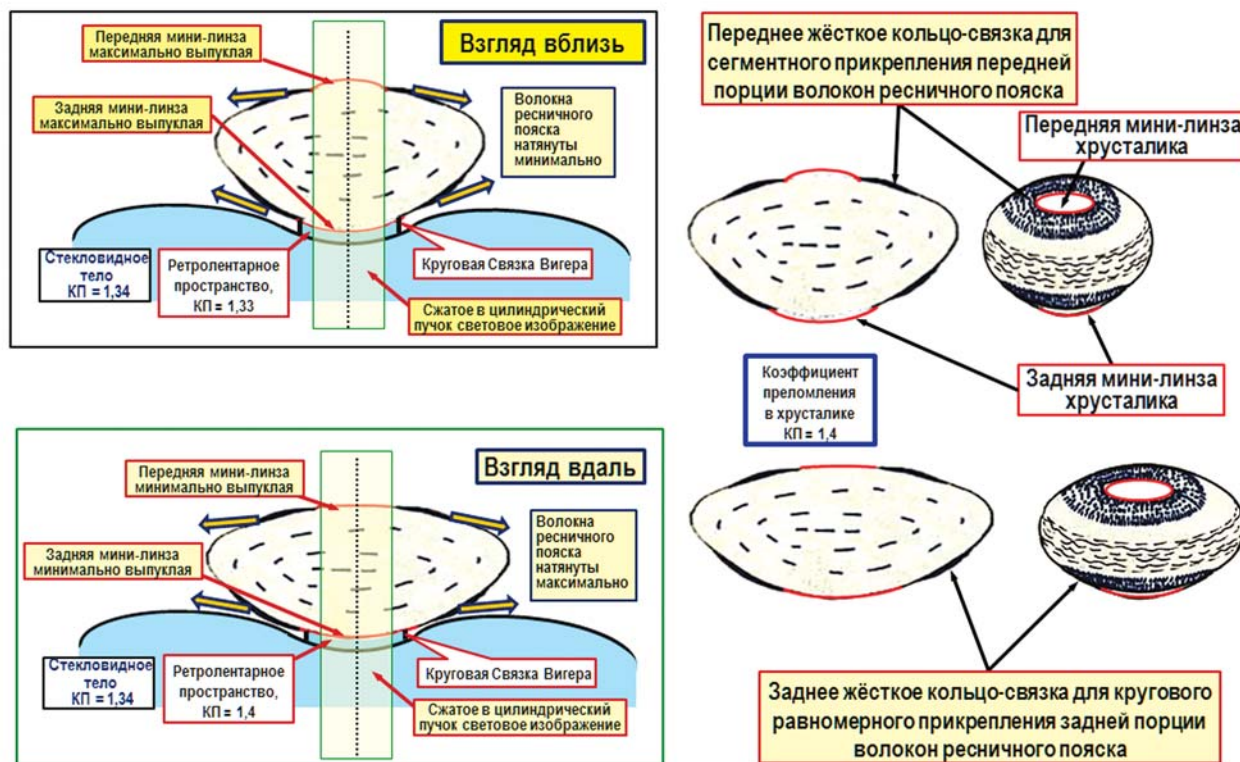 Взгляд вблизь
Передняя мини-линза
максимально выпуклая
Задняя мини-линза
максимально выпуклая
Волокна
ресничного
пояска
натянуты
минимально
Стекловидное
тело
КП = 1,34
Ретролентарное
пространство,
КП = 1,33
Круговая Связка Вигера
Сжатое в цилиндрический
пучок световое изображение
Взгляд вдаль
Передняя мини-линза
минимально выпуклая
Задняя мини-линза
минимально выпуклая
Волокна
ресничного
пояска
натянуты
максимально
Стекловидное
тело
КП = 1,34
Ретролентарное
пространство,
КП = 1,4
Круговая Связка Вигера
Сжатое в цилиндрический
пучок световое изображение
Переднее жёсткое кольцо-связка для
сегментного прикрепления передней
порции волокон ресничного пояска
Передняя мини-линза
хрусталика
Задняя мини-линза
хрусталика
Коэффициент
преломления
в хрусталике
КП = 1,4
Заднее жёсткое кольцо-связка для кругового
равномерного прикрепления задней порции
волокон ресничного пояска